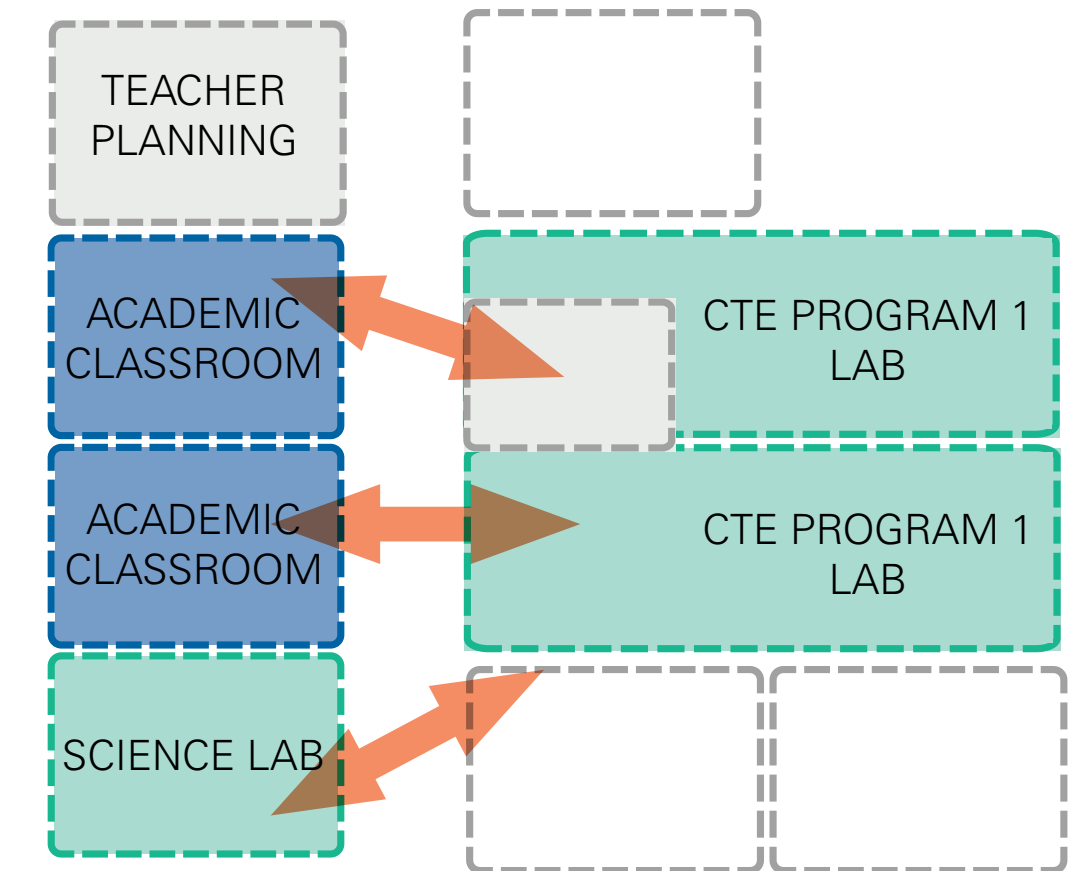 TEACHER
PLANNING
ACADEMIC
CLASSROOM
CTE PROGRAM 1
LAB
ACADEMIC
CLASSROOM
CTE PROGRAM 1
LAB
SCIENCE LAB